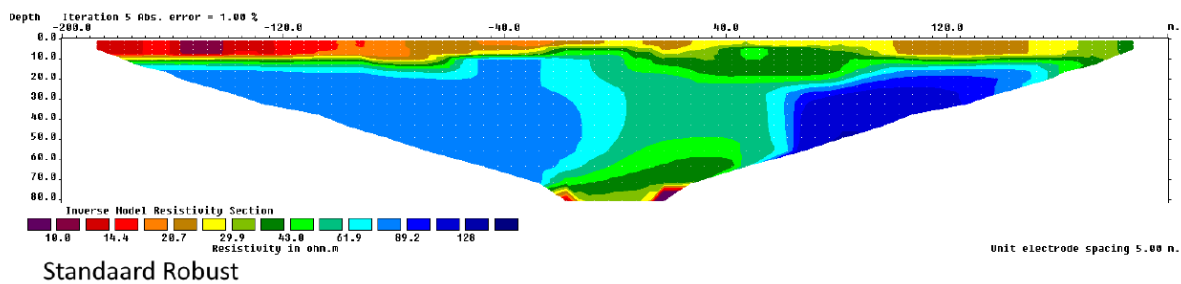 Depth Iteration 5 Abs. error = 1.00 %
-200.0 -120.0 -40.0 40.0 120.0 m.
0.0
10.0
20.0
30.0
40.0
50.0
60.0
70.0
80.0
Inverse Model Resistivity Section
10.0 14.4 20.7 29.9 43.0 61.9 89.2 128
Resistivity in ohm.m
Unit electrode spacing 5.00 m.
Standaard Robust